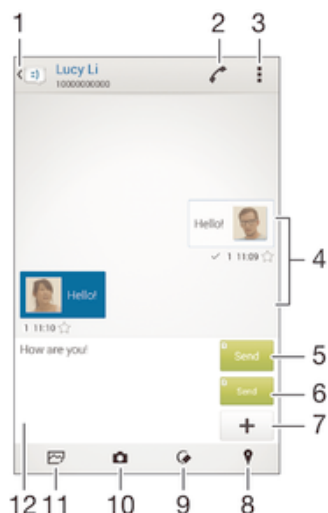 1 2 3
:) Lucy Li
10000000000
Hello!
✓ 1 11:09 ☆
4
Hello!
1 11:10 ☆
How are you!
Send 5
Send 6
+ 7
12 11 10 9 8